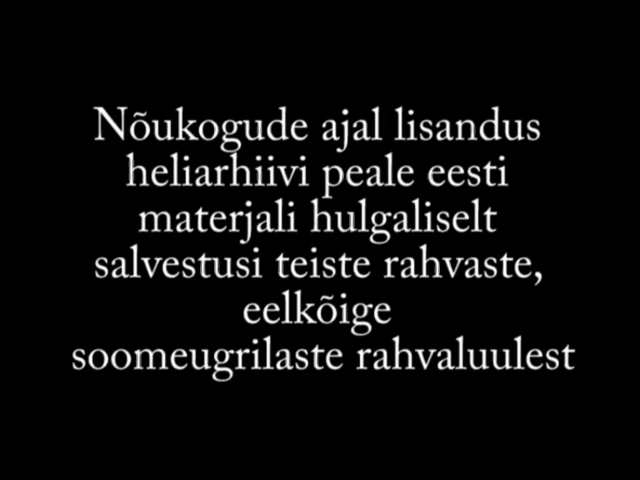 Nõukogude ajal lisandus
heliarhiivi peale eesti
materjali hulgaliselt
salvestusi teiste rahvaste,
eelkõige
soomeugrilaste rahvaluulest